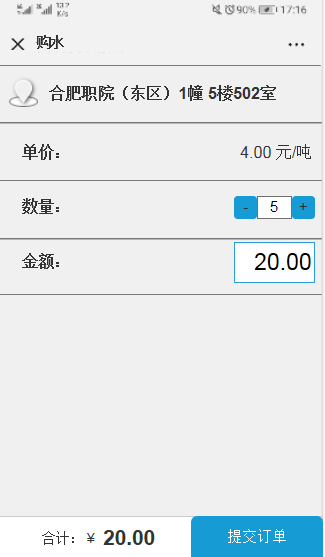 13.2
K/s
90% 17:16
购水
合肥职院（东区）1幢 5楼502室
单价： 4.00 元/吨
数量： - 5 +
金额： 20.00
合计：¥ 20.00 提交订单